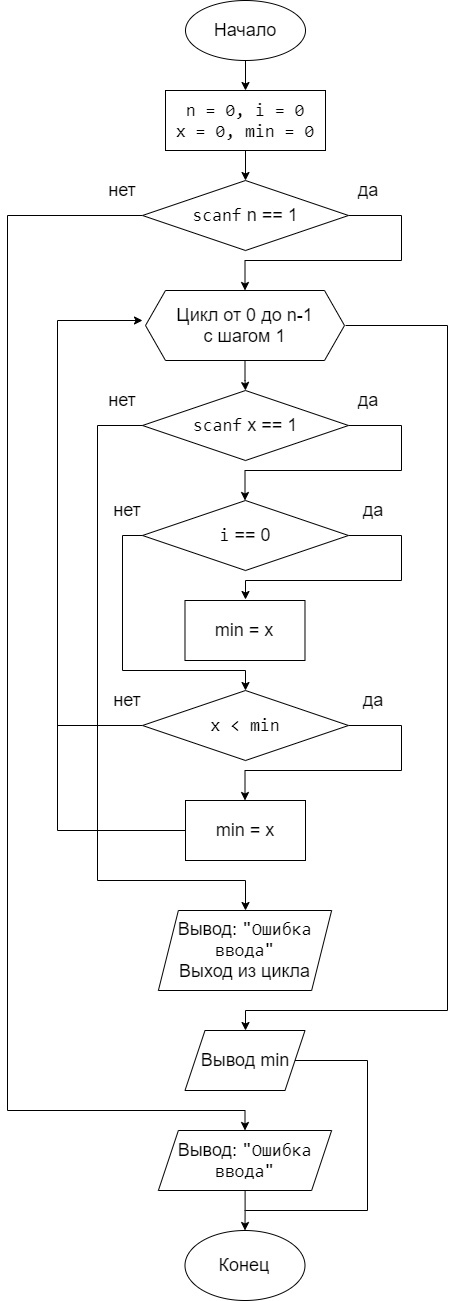 Начало
n = 0, i = 0
x = 0, min = 0
нет
да
scanf n == 1
Цикл от 0 до n-1
с шагом 1
нет
да
scanf x == 1
нет
да
i == 0
min = x
нет
да
x < min
min = x
Вывод: "Ошибка
ввода"
Выход из цикла
Вывод min
Вывод: "Ошибка
ввода"
Конец